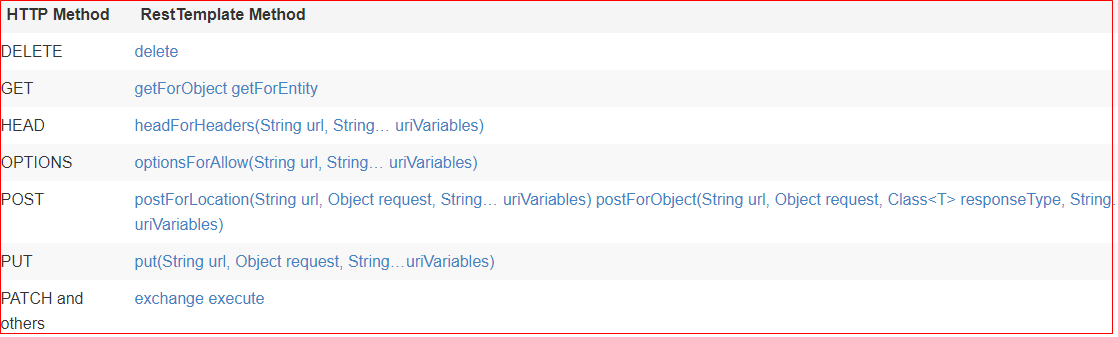 HTTP Method RestTemplate Method
DELETE delete
GET getForObject getForEntity
HEAD headForHeaders(String url, String… uriVariables)
OPTIONS optionsForAllow(String url, String… uriVariables)
POST postForLocation(String url, Object request, String… uriVariables) postForObject(String url, Object request, Class<T> responseType, String…
uriVariables)
PUT put(String url, Object request, String…uriVariables)
PATCH and exchange execute
others